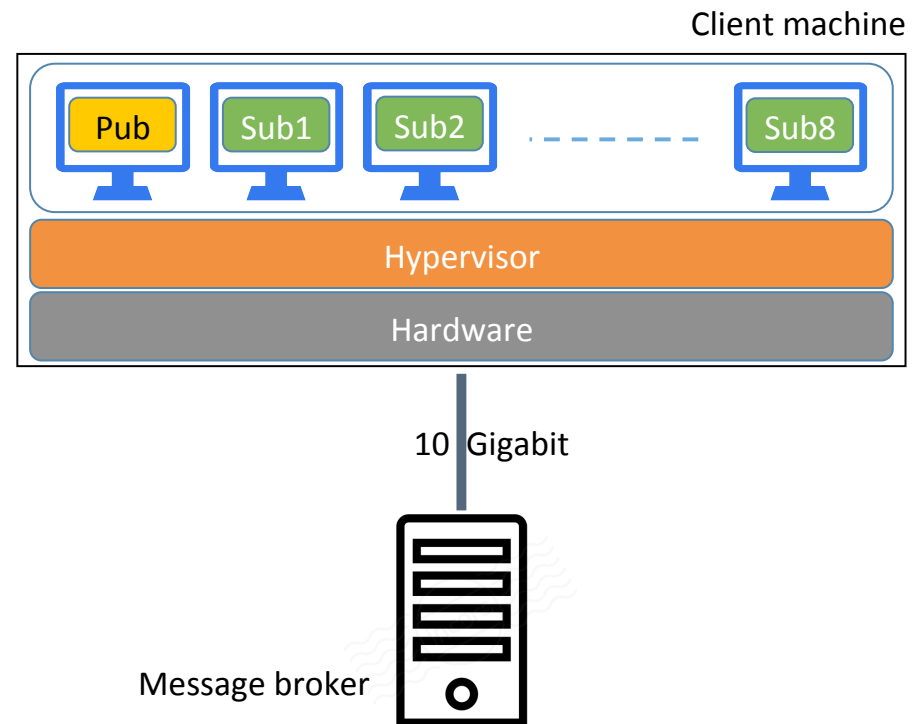 Client machine
Pub Sub1 Sub2 Sub8
Hypervisor
Hardware
10 Gigabit
Message broker